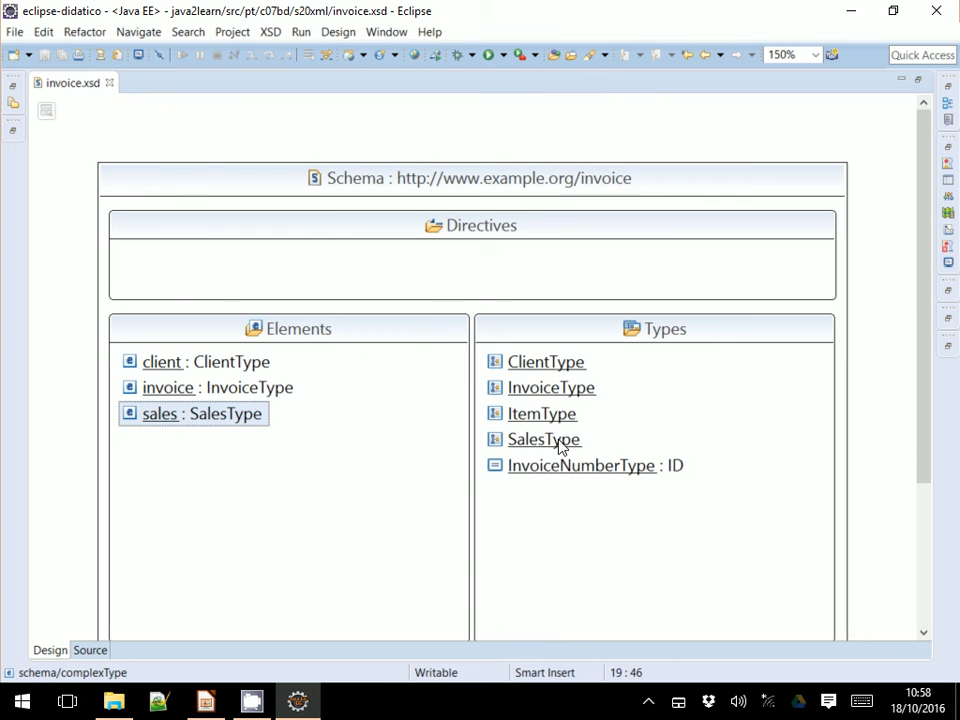 eclipse-didatico - <Java EE> - java2learn/src/pt/c07bd/s20xml/invoice.xsd - Eclipse
File Edit Refactor Navigate Search Project XSD Run Design Window Help
150% Quick Access
invoice.xsd
Schema : http://www.example.org/invoice
Directives
Elements
client : ClientType
invoice : InvoiceType
sales : SalesType
Types
ClientType
InvoiceType
ItemType
SalesType
InvoiceNumberType : ID
Design Source
schema/complexType Writable Smart Insert 19 : 46
10:58
18/10/2016